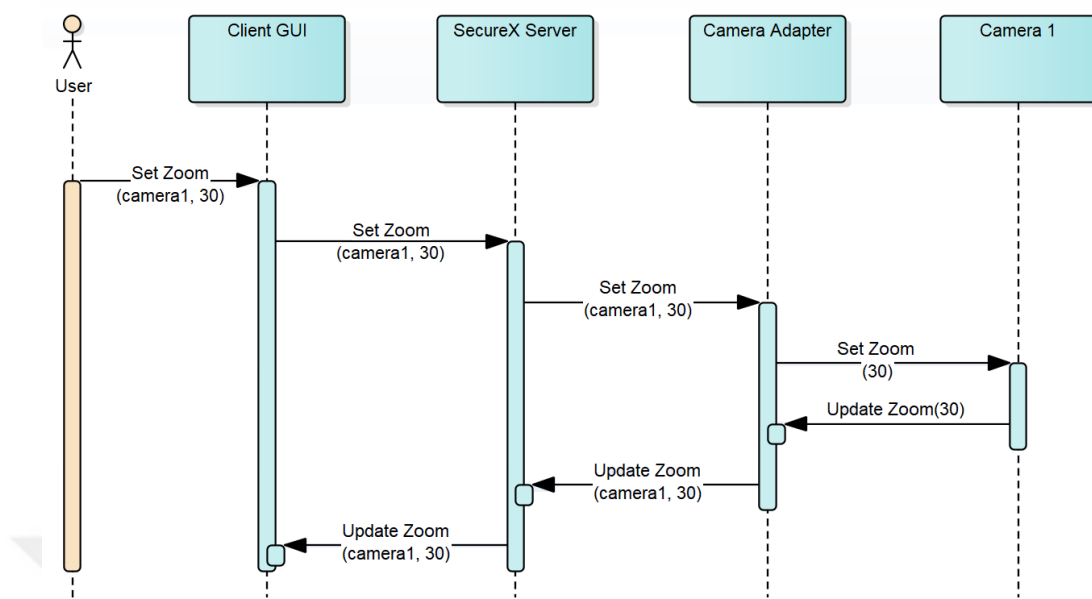 User
Client GUI
SecureX Server
Camera Adapter
Camera 1
Set Zoom
(camera1, 30)
Set Zoom
(camera1, 30)
Set Zoom
(camera1, 30)
Set Zoom
(30)
Update Zoom(30)
Update Zoom
(camera1, 30)
Update Zoom
(camera1, 30)